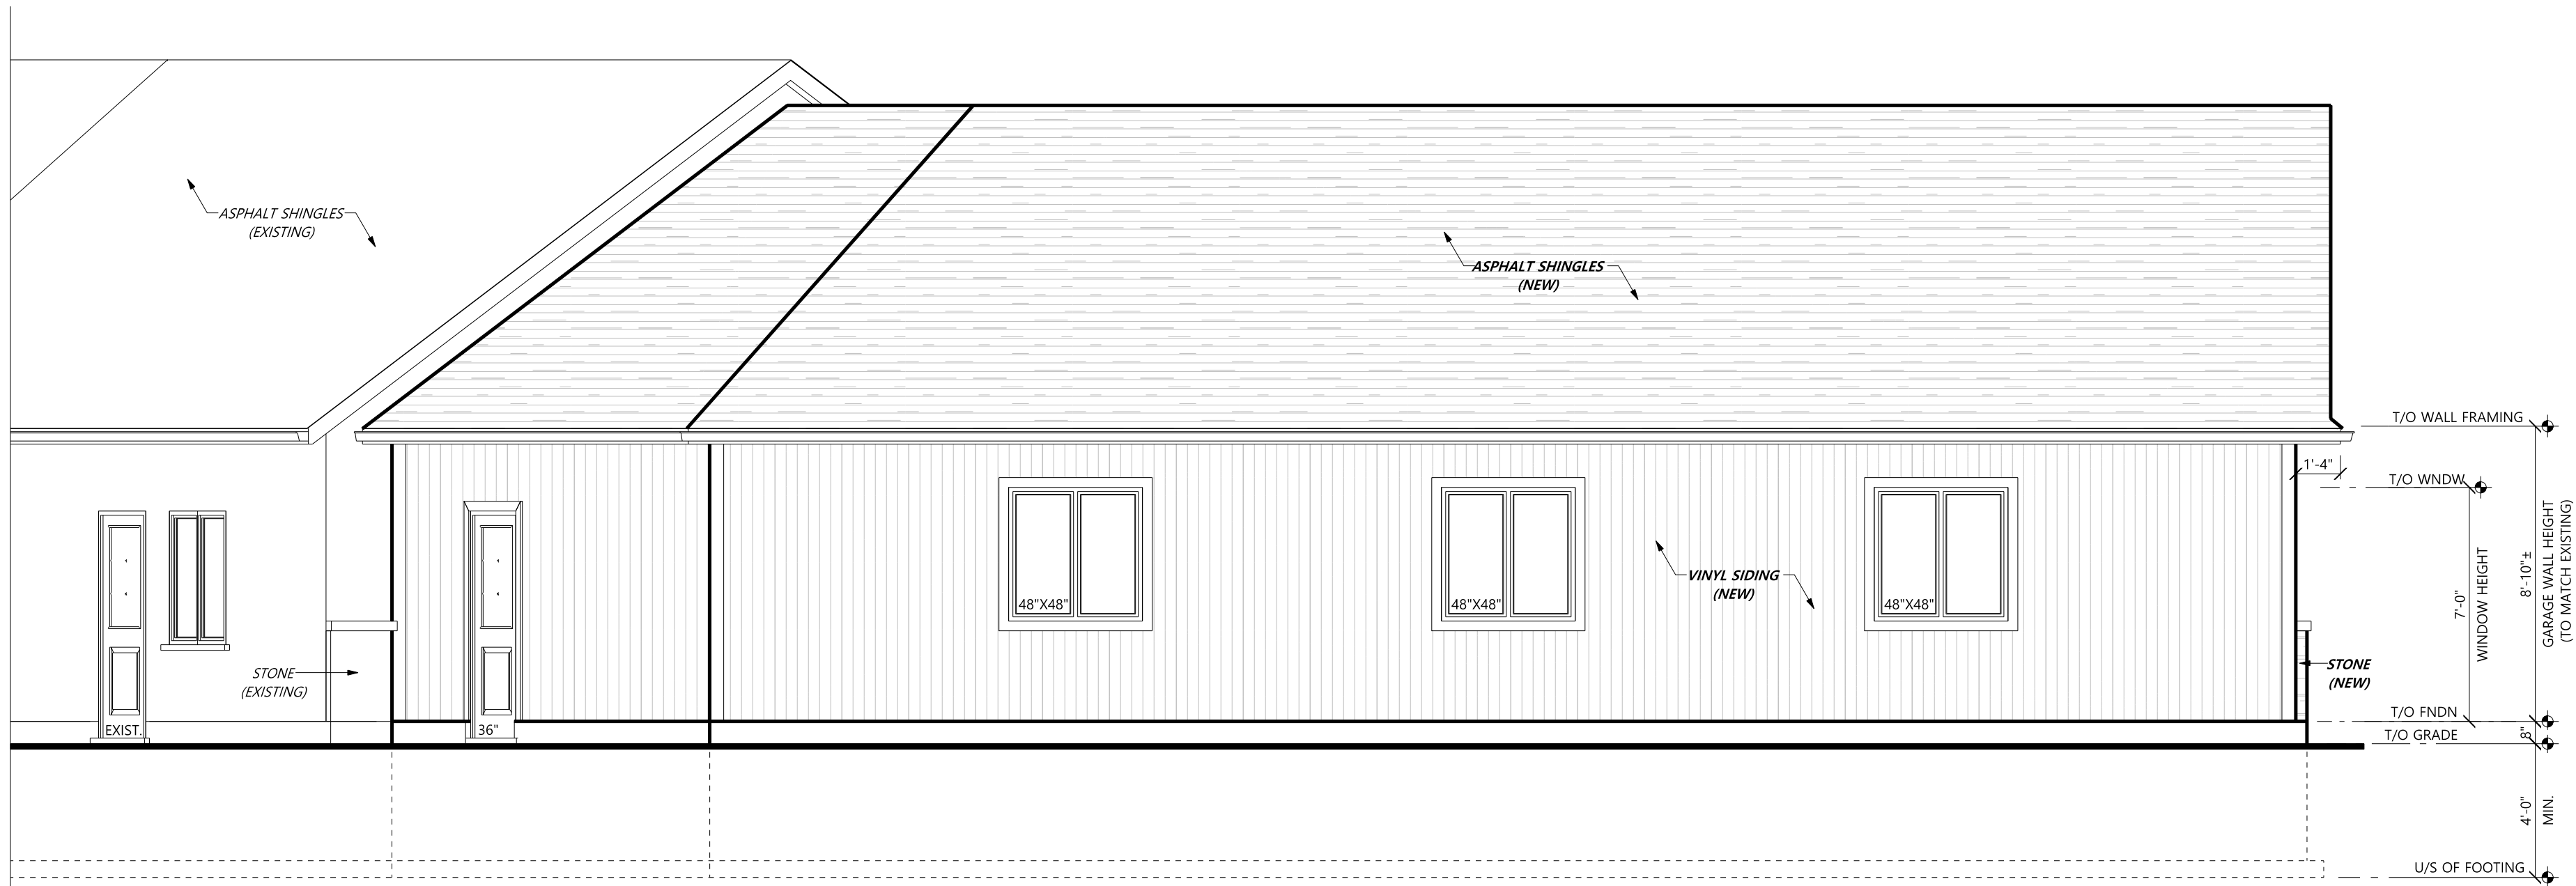 ASPHALT SHINGLES
(EXISTING)
ASPHALT SHINGLES
(NEW)
T/O WALL FRAMING
1'-4"
T/O WNDW
48"X48"
48"X48"
48"X48"
VINYL SIDING
(NEW)
7'-0"
WINDOW HEIGHT
8'-10"±
GARAGE WALL HEIGHT
(TO MATCH EXISTING)
STONE
(EXISTING)
STONE
(NEW)
EXIST.
36"
T/O FNDN
8"
T/O GRADE
4'-0"
MIN.
U/S OF FOOTING